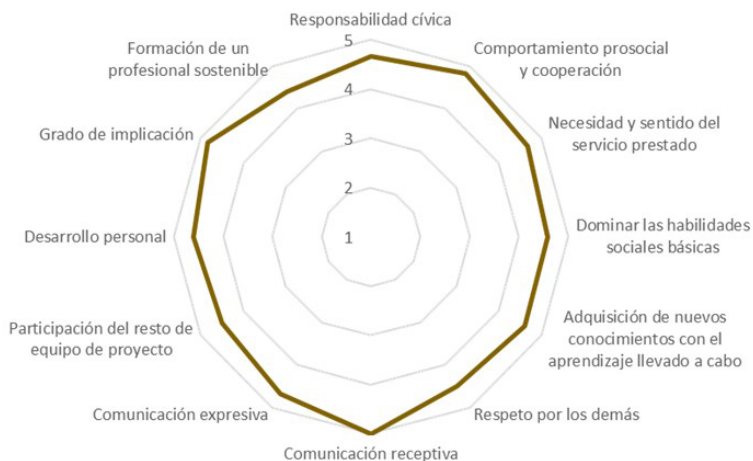 Responsabilidad cívica
Comportamiento prosocial
y cooperación
Necesidad y sentido del
servicio prestado
Dominar las habilidades
sociales básicas
Adquisición de nuevos
conocimientos con el
aprendizaje llevado a cabo
Respeto por los demás
Comunicación receptiva
Comunicación expresiva
Participación del resto de
equipo de proyecto
Desarrollo personal
Grado de implicación
Formación de un
profesional sostenible
5
4
3
2
1